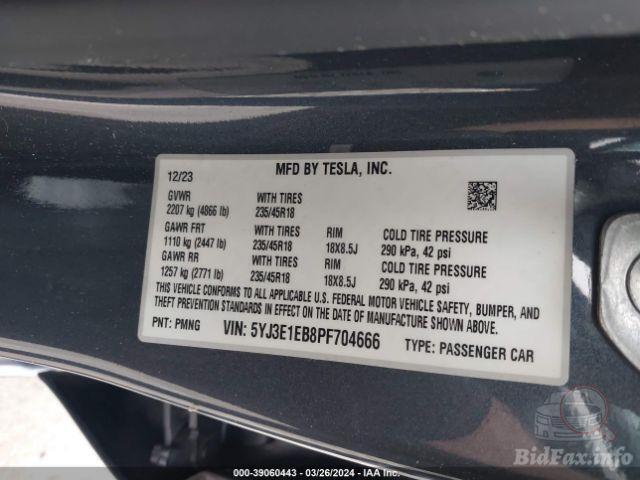 12/23 MFD BY TESLA, INC.
GVWR WITH TIRES
2207 kg (4866 lb) 235/45R18
GAWR FRT WITH TIRES RIM COLD TIRE PRESSURE
1110 kg (2447 lb) 235/45R18 18X8.5J 290 kPa, 42 psi
GAWR RR WITH TIRES RIM COLD TIRE PRESSURE
1257 kg (2771 lb) 235/45R18 18X8.5J 290 kPa, 42 psi
THIS VEHICLE CONFORMS TO ALL APPLICABLE U.S. FEDERAL MOTOR VEHICLE SAFETY, BUMPER, AND
THEFT PREVENTION STANDARDS IN EFFECT ON THE DATE OF MANUFACTURE SHOWN ABOVE.
PNT: PMNG VIN: 5YJ3E1EB8PF704666 TYPE: PASSENGER CAR
BidFax.info
000-39060443 / 03/26/2024 - IAA Inc.